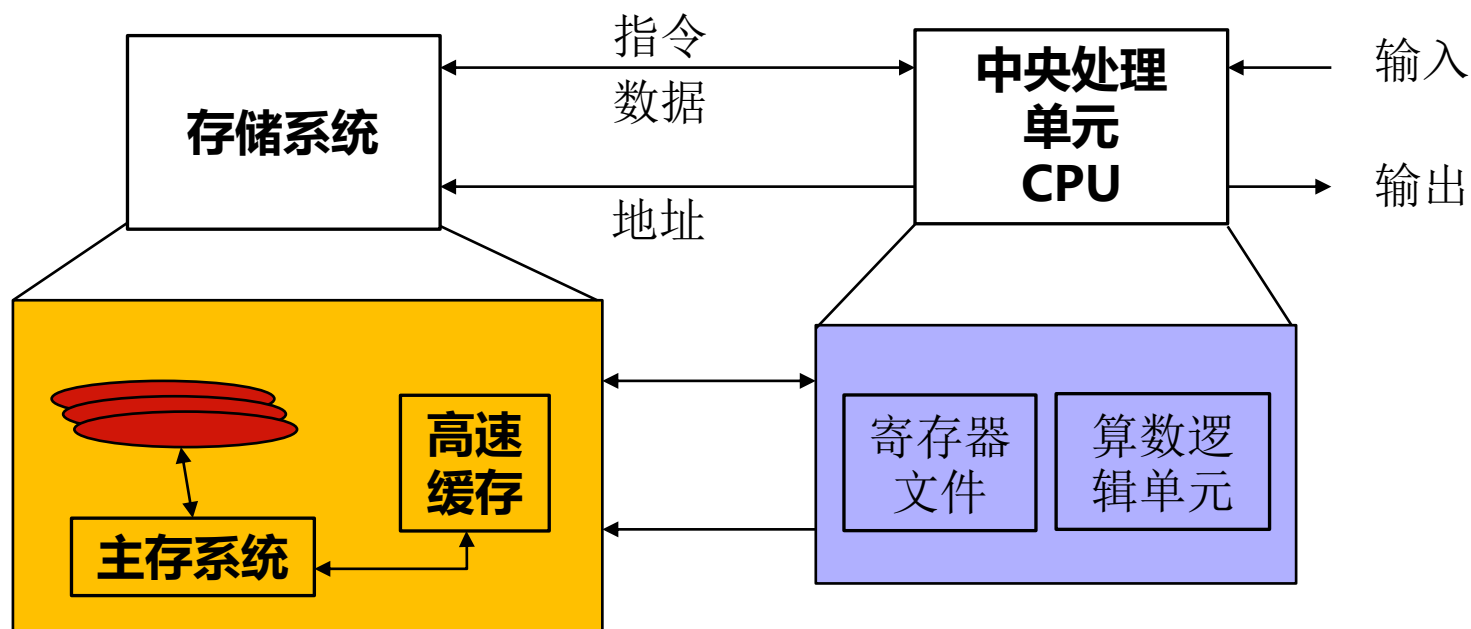 指令
数据
地址
存储系统
中央处理
单元
CPU
输入
输出
高速
缓存
主存系统
寄存器
文件
算数逻
辑单元